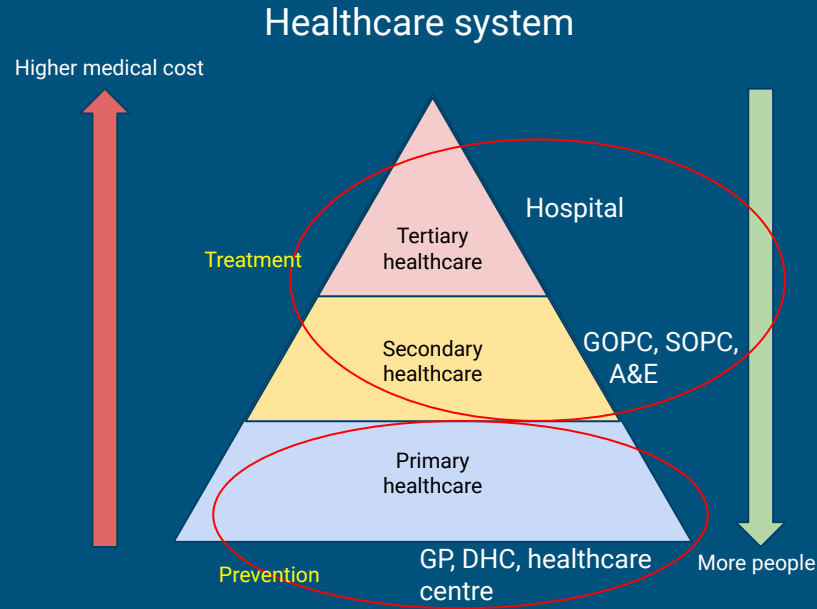 Healthcare system
Higher medical cost
Hospital
Tertiary
healthcare
Treatment
Secondary
healthcare
GOPC, SOPC,
A&E
Primary
healthcare
GP, DHC, healthcare
centre
Prevention
More people